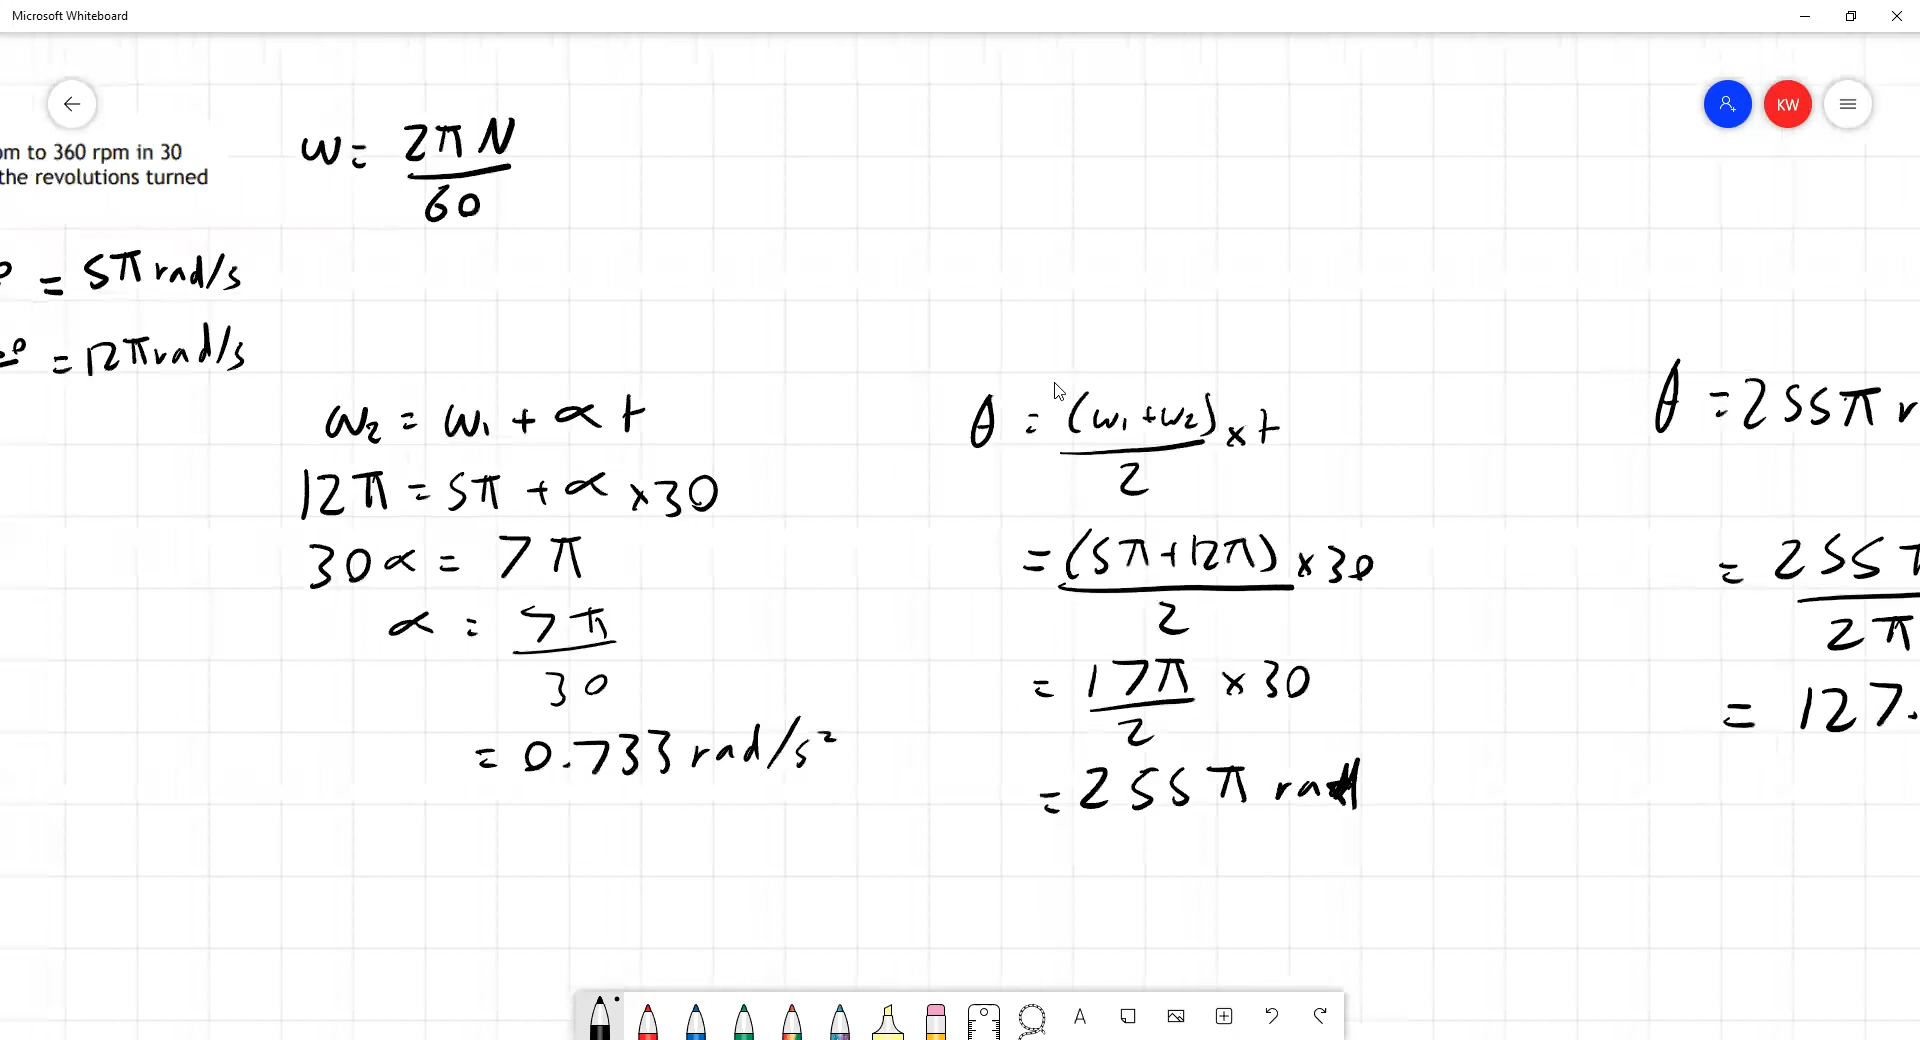 Microsoft Whiteboard
KW
to 360 rpm in 30
the revolutions turned
ω = 2πN / 60
= 5π rad/s
= 12π rad/s
ω₂ = ω₁ + α t
12π = 5π + α × 30
30α = 7π
α = 7π / 30
= 0.733 rad/s²
θ = (ω₁ + ω₂) / 2 × t
= (5π + 12π) / 2 × 30
= 17π / 2 × 30
= 255π rad
θ = 255π r
= 255π / 2π
= 127.
A